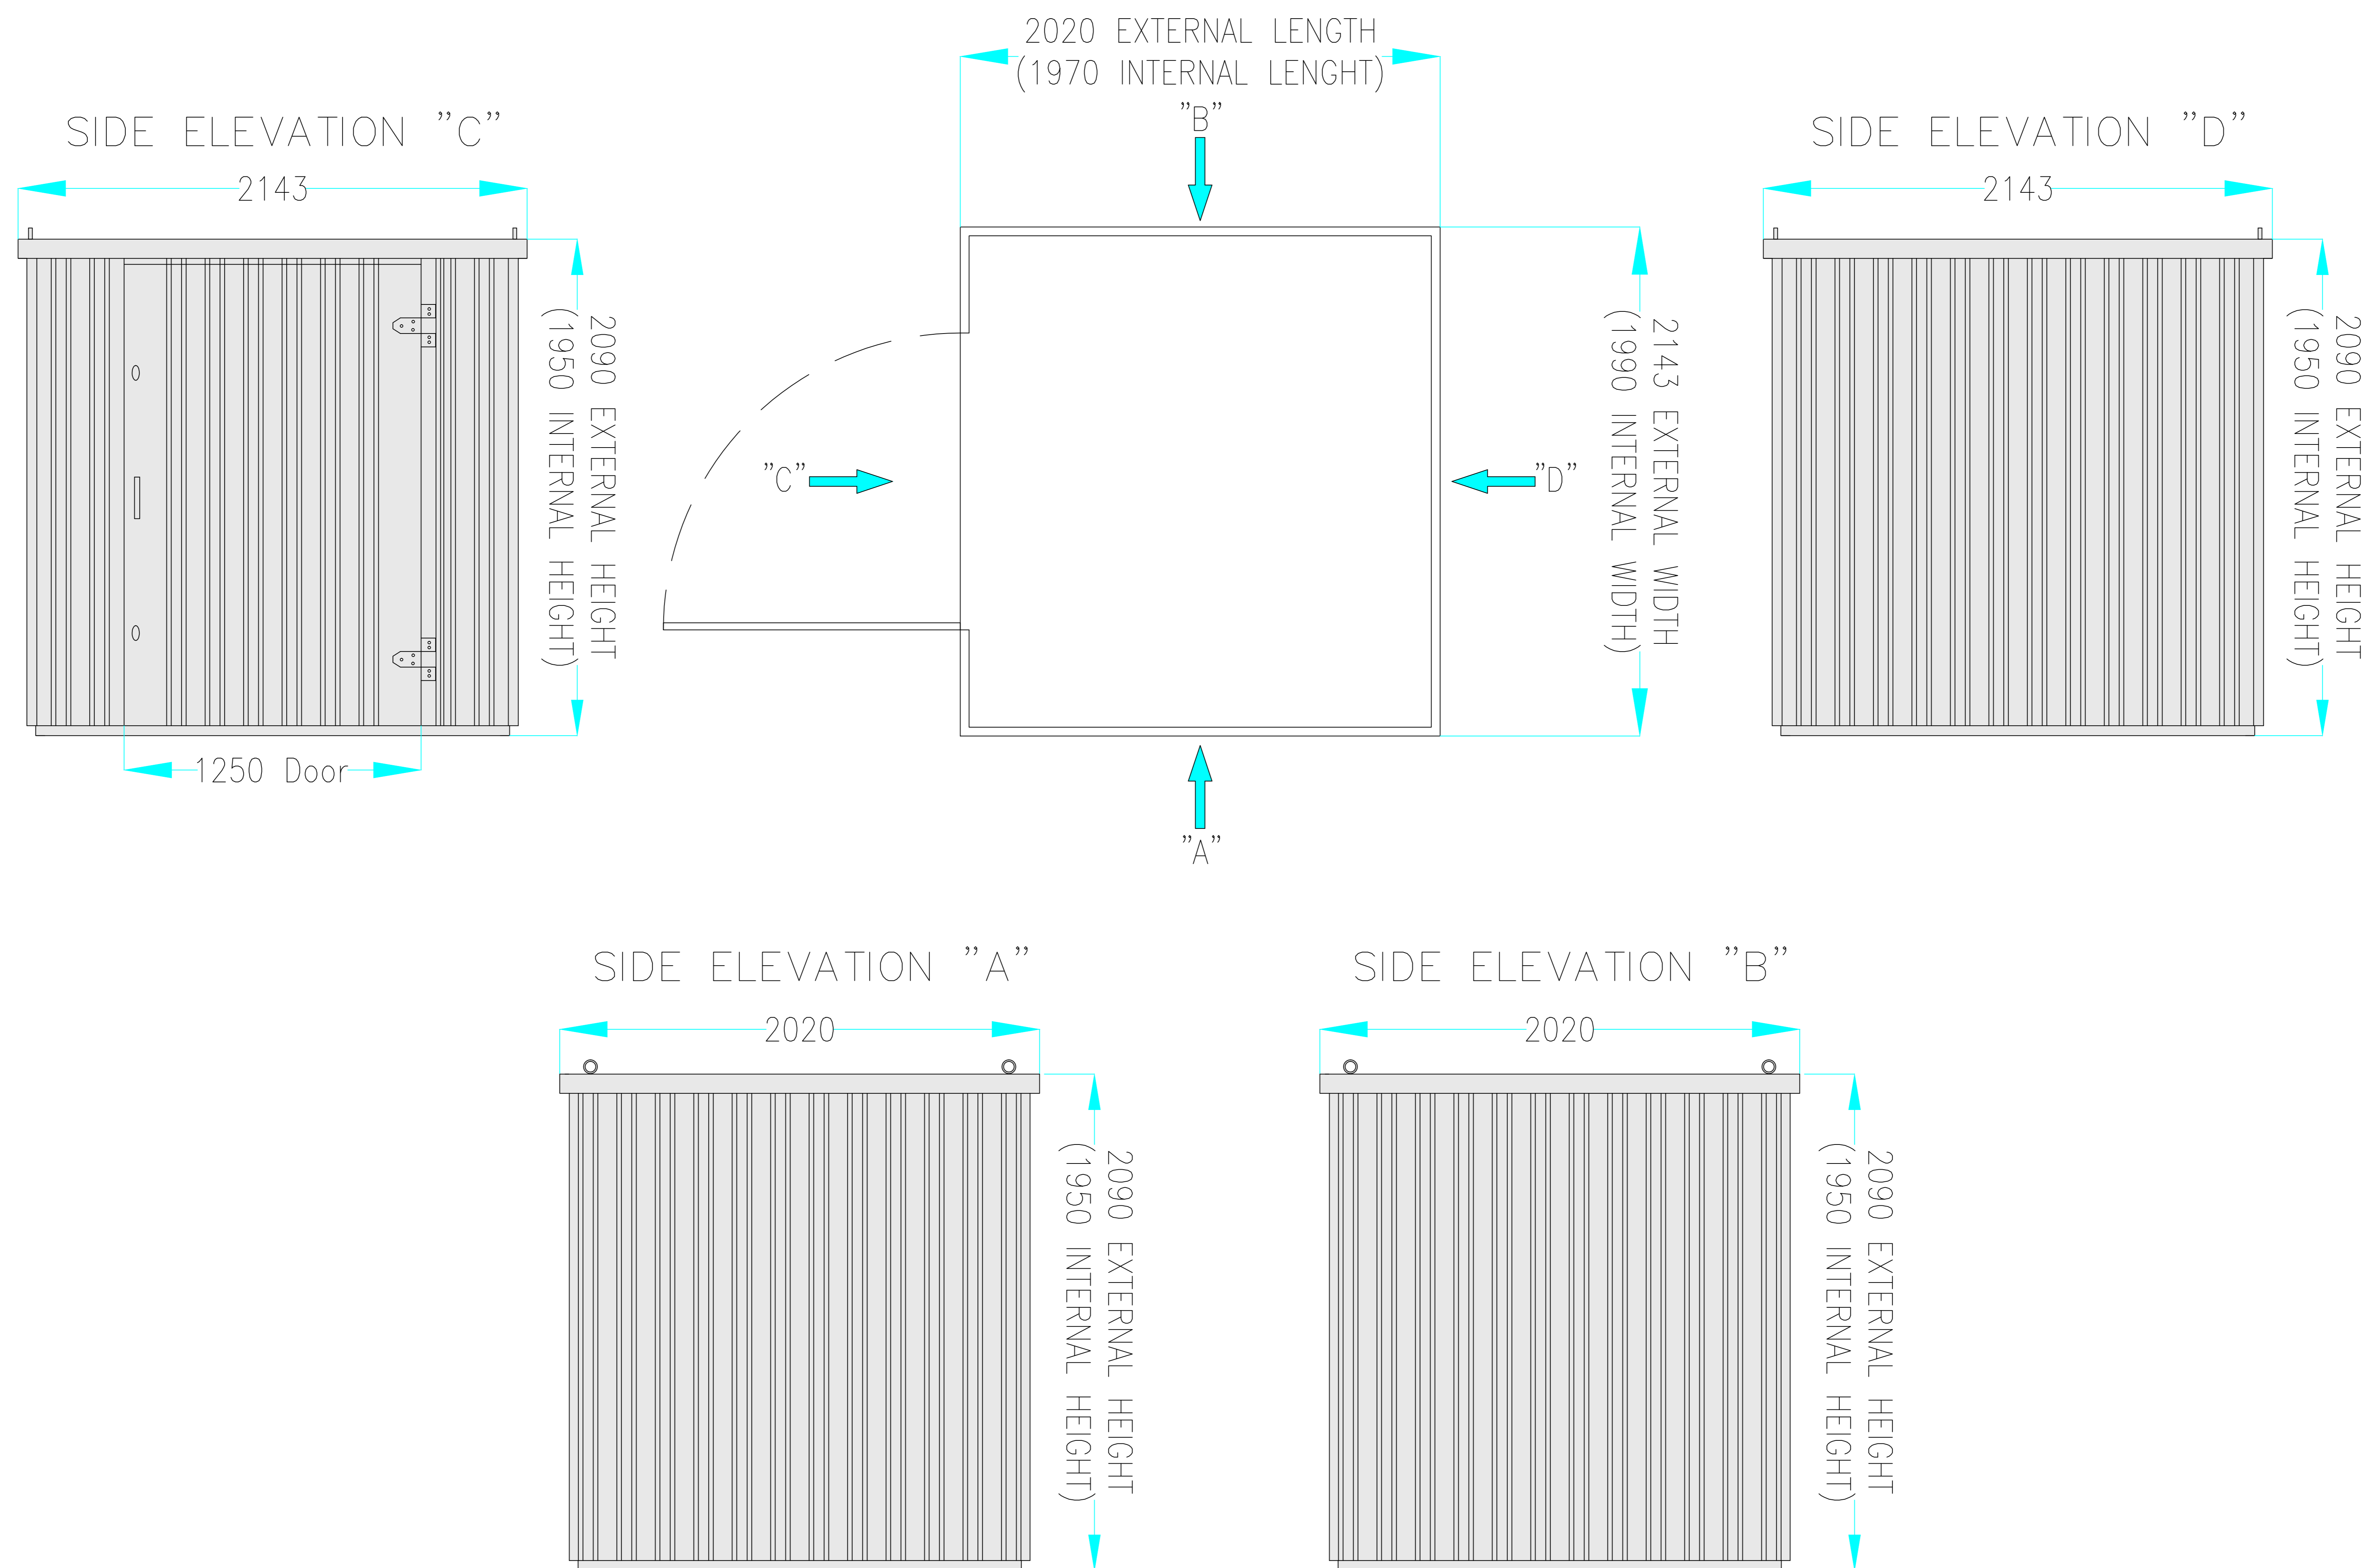 2020 EXTERNAL LENGTH
(1970 INTERNAL LENGHT)
"B"
SIDE ELEVATION "C"
2143
2090 EXTERNAL HEIGHT
(1950 INTERNAL HEIGHT)
1250 Door
"C"
"D"
"A"
2143 EXTERNAL WIDTH
(1990 INTERNAL WIDTH)
SIDE ELEVATION "D"
2143
2090 EXTERNAL HEIGHT
(1950 INTERNAL HEIGHT)
SIDE ELEVATION "A"
2020
2090 EXTERNAL HEIGHT
(1950 INTERNAL HEIGHT)
SIDE ELEVATION "B"
2020
2090 EXTERNAL HEIGHT
(1950 INTERNAL HEIGHT)